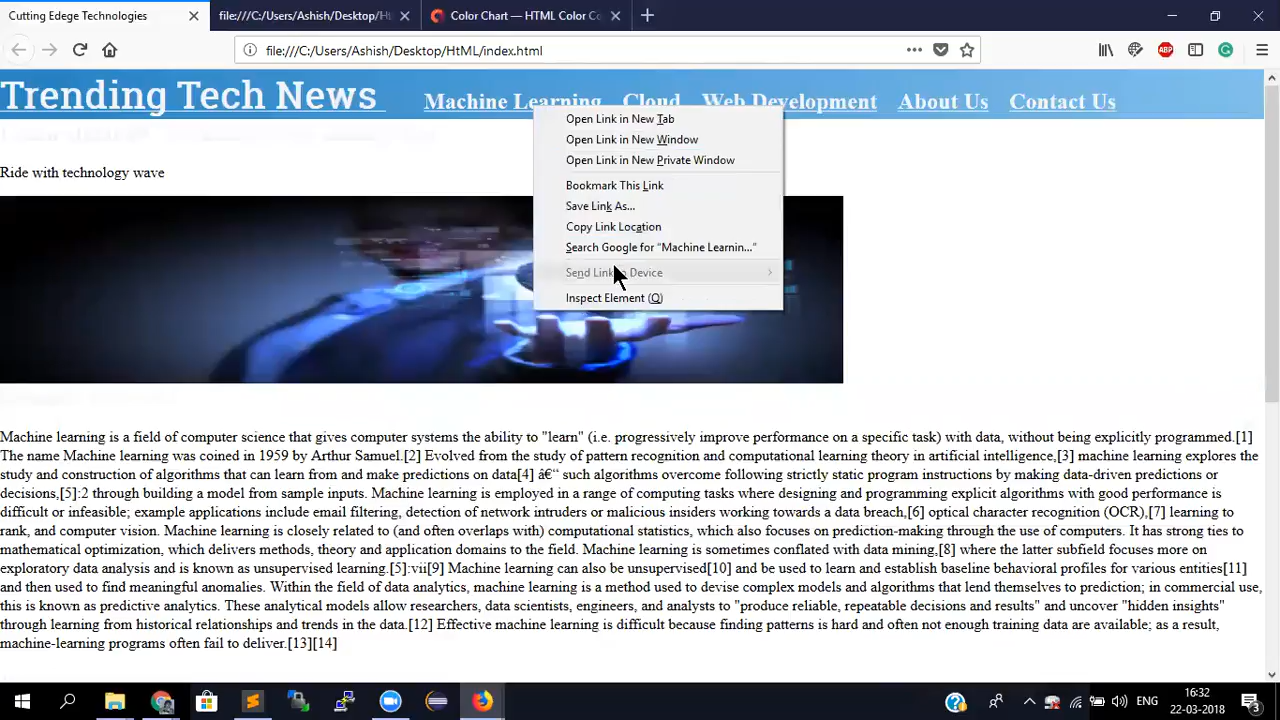 Cutting Edege Technologies
file:///C:/Users/Ashish/Desktop/Ht
Color Chart — HTML Color Co
file:///C:/Users/Ashish/Desktop/HtML/index.html
ABP
Trending Tech News
Machine Learning Cloud Web Development About Us Contact Us
Open Link in New Tab
Open Link in New Window
Open Link in New Private Window
Bookmark This Link
Save Link As...
Copy Link Location
Search Google for "Machine Learnin..."
Send Link to Device
Inspect Element (Q)
Ride with technology wave
Machine learning is a field of computer science that gives computer systems the ability to "learn" (i.e. progressively improve performance on a specific task) with data, without being explicitly programmed.[1]
The name Machine learning was coined in 1959 by Arthur Samuel.[2] Evolved from the study of pattern recognition and computational learning theory in artificial intelligence,[3] machine learning explores the
study and construction of algorithms that can learn from and make predictions on data[4] â€“ such algorithms overcome following strictly static program instructions by making data-driven predictions or
decisions,[5]:2 through building a model from sample inputs. Machine learning is employed in a range of computing tasks where designing and programming explicit algorithms with good performance is
difficult or infeasible; example applications include email filtering, detection of network intruders or malicious insiders working towards a data breach,[6] optical character recognition (OCR),[7] learning to
rank, and computer vision. Machine learning is closely related to (and often overlaps with) computational statistics, which also focuses on prediction-making through the use of computers. It has strong ties to
mathematical optimization, which delivers methods, theory and application domains to the field. Machine learning is sometimes conflated with data mining,[8] where the latter subfield focuses more on
exploratory data analysis and is known as unsupervised learning.[5]:vii[9] Machine learning can also be unsupervised[10] and be used to learn and establish baseline behavioral profiles for various entities[11]
and then used to find meaningful anomalies. Within the field of data analytics, machine learning is a method used to devise complex models and algorithms that lend themselves to prediction; in commercial use,
this is known as predictive analytics. These analytical models allow researchers, data scientists, engineers, and analysts to "produce reliable, repeatable decisions and results" and uncover "hidden insights"
through learning from historical relationships and trends in the data.[12] Effective machine learning is difficult because finding patterns is hard and often not enough training data are available; as a result,
machine-learning programs often fail to deliver.[13][14]
ENG
16:32
22-03-2018
3